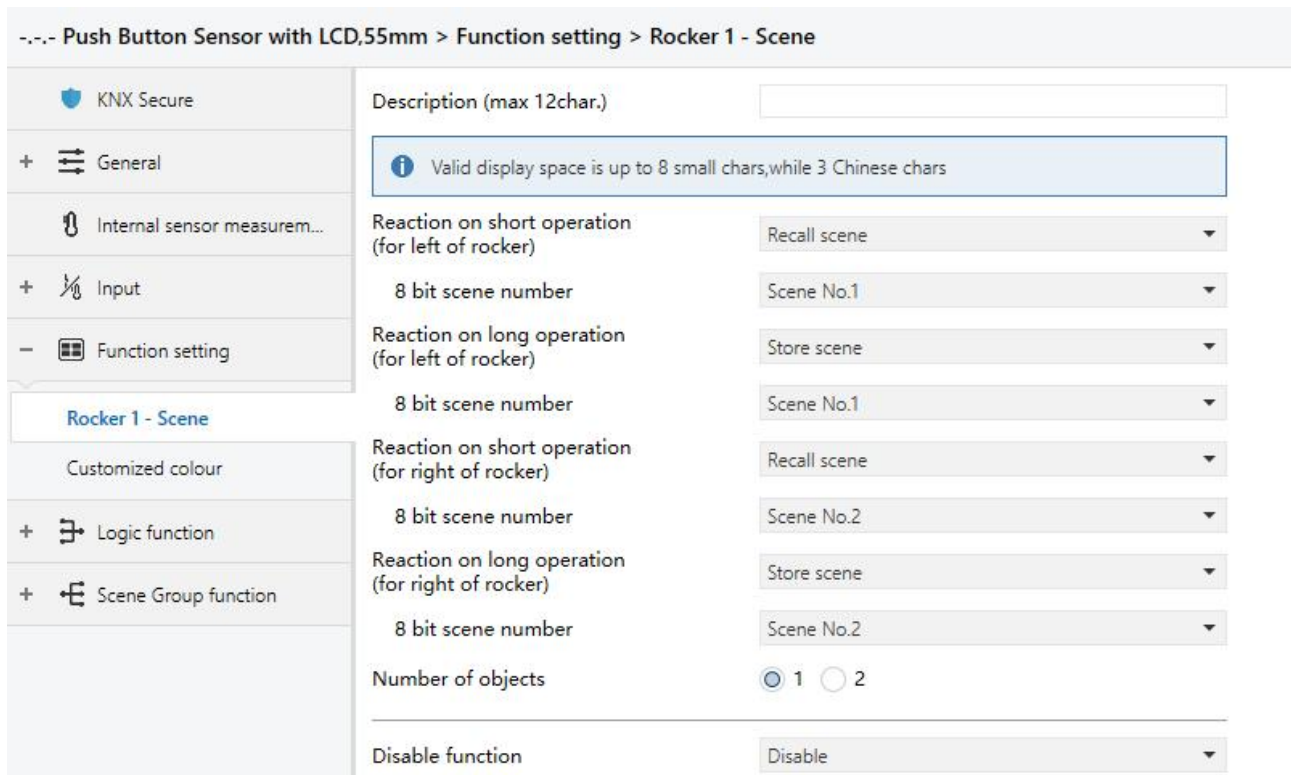 -.-.- Push Button Sensor with LCD,55mm > Function setting > Rocker 1 - Scene
KNX Secure
+ General
Internal sensor measurem...
+ Input
− Function setting
Rocker 1 - Scene
Customized colour
+ Logic function
+ Scene Group function
Description (max 12char.)
Valid display space is up to 8 small chars,while 3 Chinese chars
Reaction on short operation
(for left of rocker)
Recall scene
8 bit scene number
Scene No.1
Reaction on long operation
(for left of rocker)
Store scene
8 bit scene number
Scene No.1
Reaction on short operation
(for right of rocker)
Recall scene
8 bit scene number
Scene No.2
Reaction on long operation
(for right of rocker)
Store scene
8 bit scene number
Scene No.2
Number of objects
1 2
Disable function
Disable